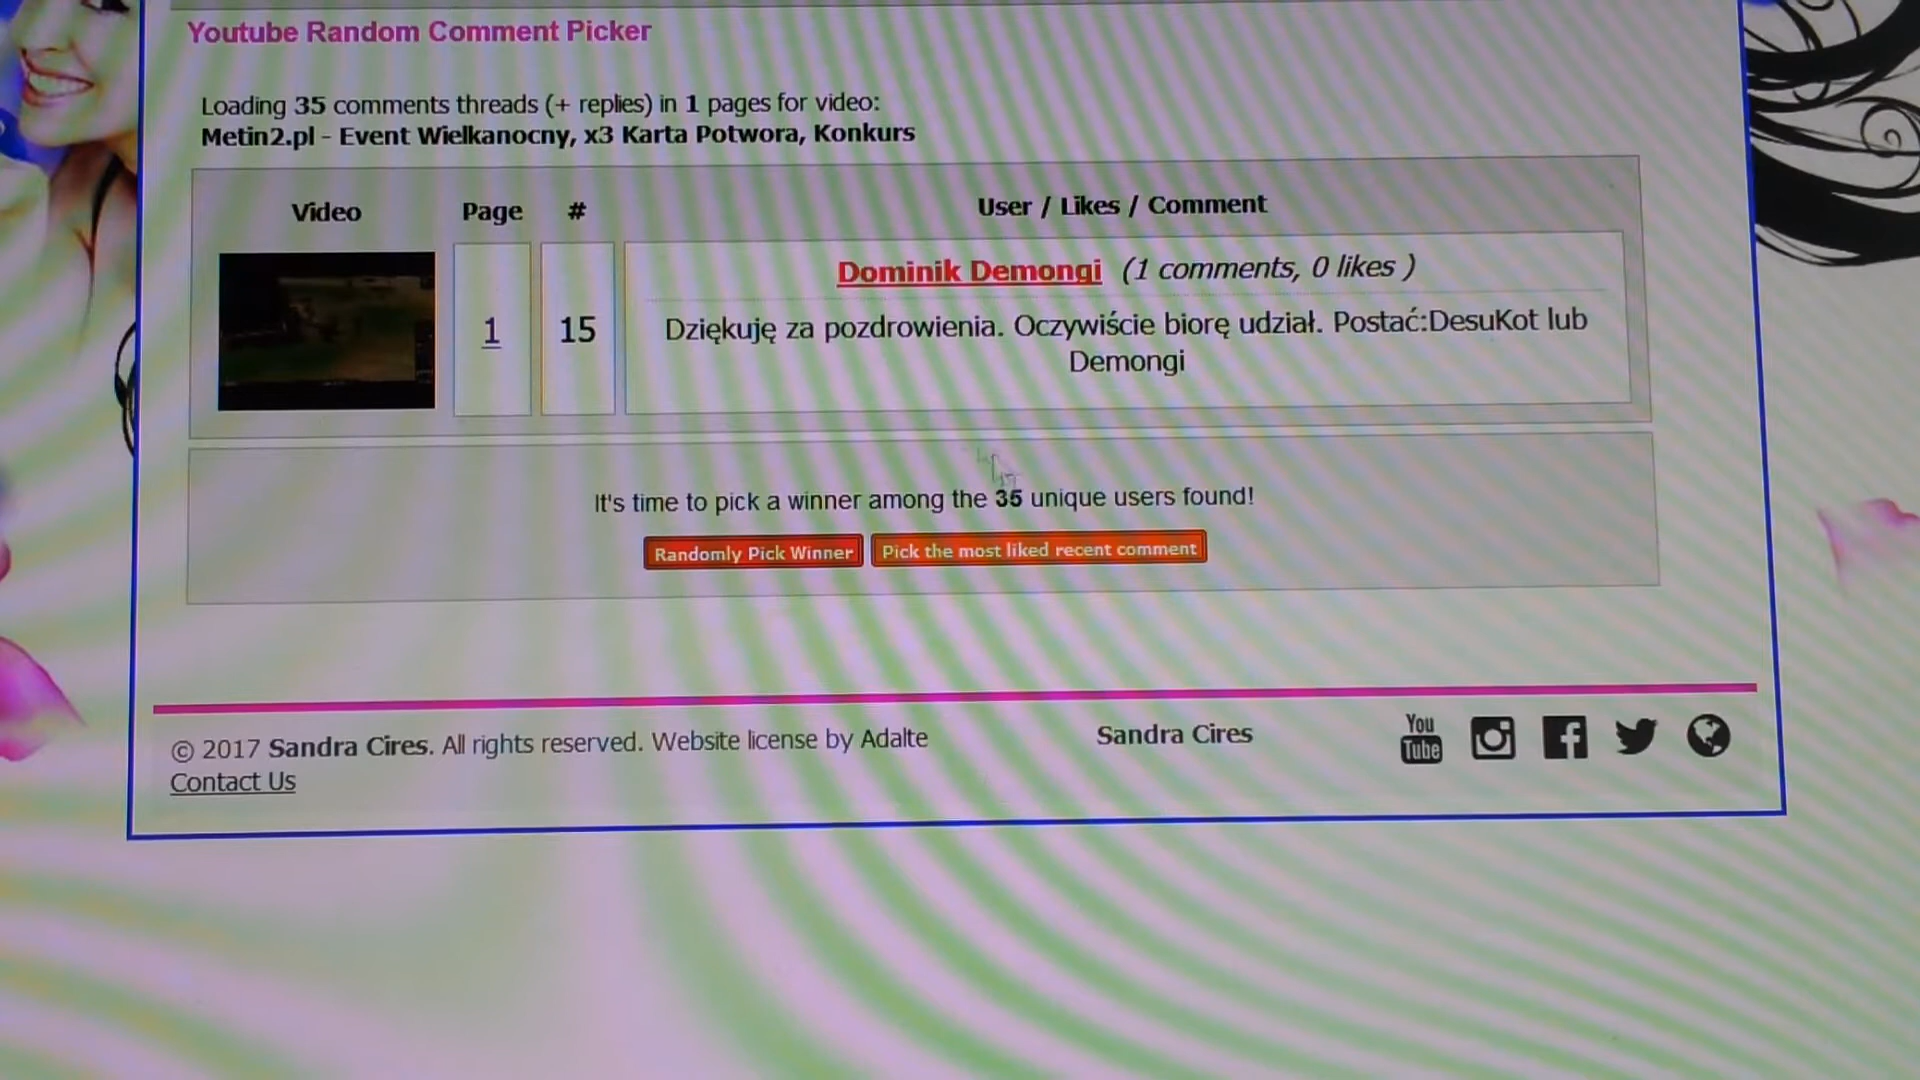 Youtube Random Comment Picker
Loading 35 comments threads (+ replies) in 1 pages for video:
Metin2.pl - Event Wielkanocny, x3 Karta Potwora, Konkurs
Video Page # User / Likes / Comment
Dominik Demongi (1 comments, 0 likes )
1 15 Dziękuję za pozdrowienia. Oczywiście biorę udział. Postać:DesuKot lub
Demongi
It's time to pick a winner among the 35 unique users found!
Randomly Pick Winner Pick the most liked recent comment
© 2017 Sandra Cires. All rights reserved. Website license by Adalte Sandra Cires You Tube
Contact Us